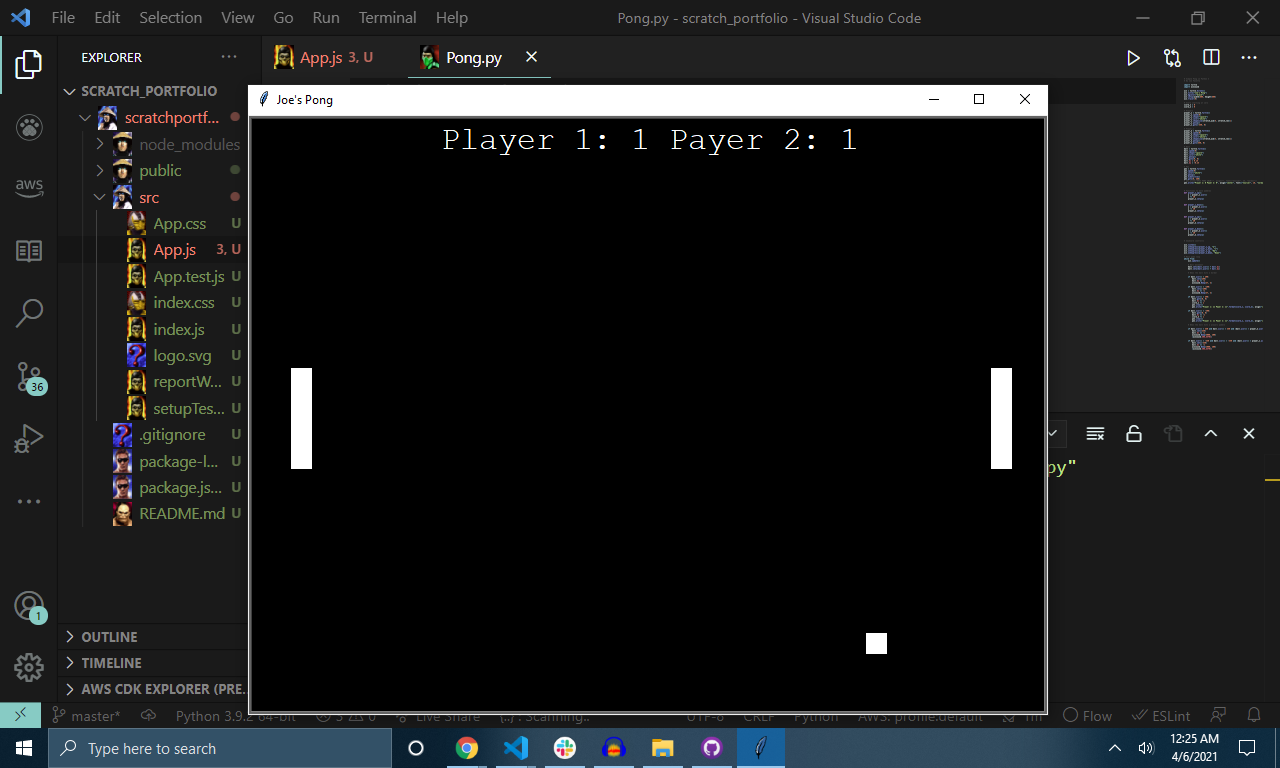 File Edit Selection View Go Run Terminal Help
Pong.py - scratch_portfolio - Visual Studio Code
EXPLORER
App.js 3, U
Pong.py
SCRATCH_PORTFOLIO
scratchportf...
node_modules
public
src
App.css U
App.js 3, U
App.test.js U
index.css U
index.js U
logo.svg U
reportW... U
setupTes... U
.gitignore U
package-l... U
package.js... U
README.md U
OUTLINE
TIMELINE
AWS CDK EXPLORER (PRE...
aws
36
1
Joe's Pong
Player 1: 1 Payer 2: 1
py"
master*
Python 3.9.2 64-bit
3 0
Live Share
Scanning..
UTF-8 CRLF Python AWS: profile:default
Flow
ESLint
Type here to search
12:25 AM
4/6/2021